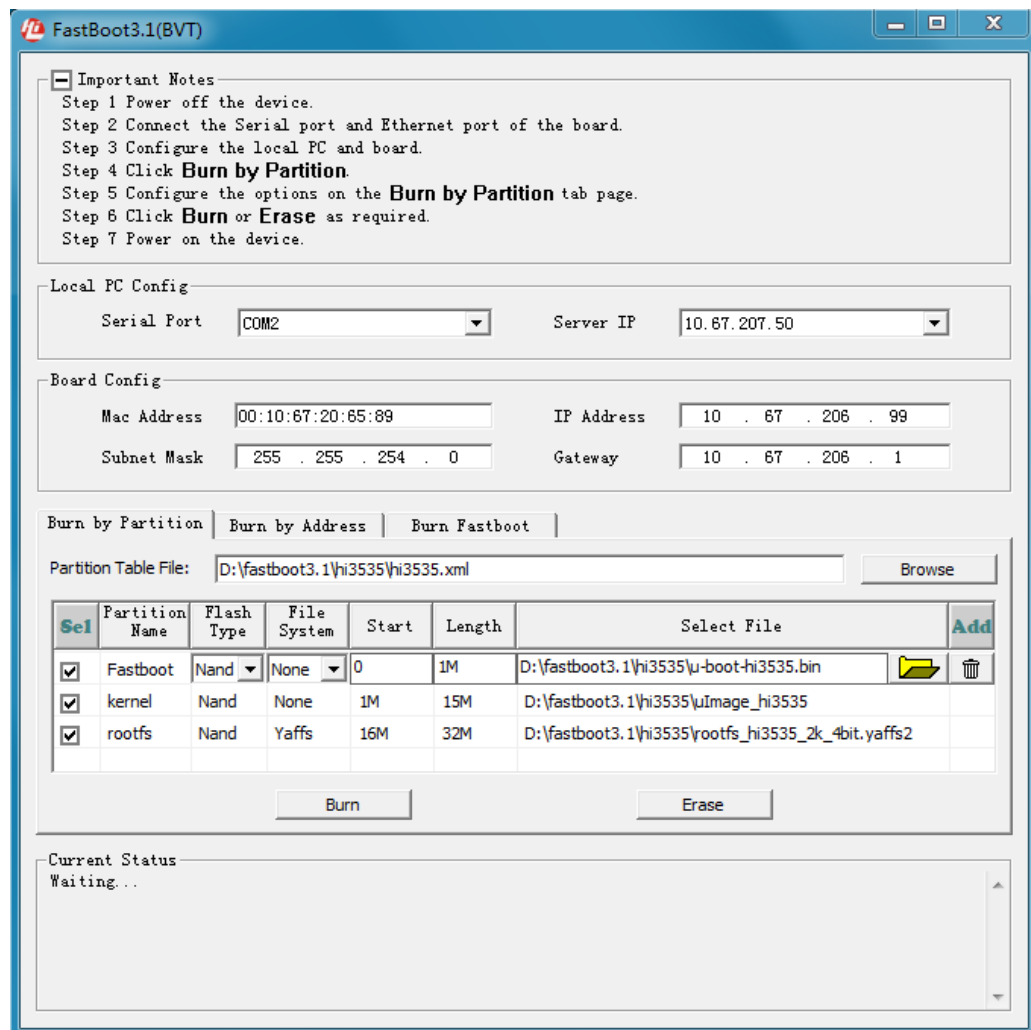 FastBoot3.1(BVT)
Important Notes
Step 1 Power off the device.
Step 2 Connect the Serial port and Ethernet port of the board.
Step 3 Configure the local PC and board.
Step 4 Click Burn by Partition.
Step 5 Configure the options on the Burn by Partition tab page.
Step 6 Click Burn or Erase as required.
Step 7 Power on the device.
Local PC Config
Serial Port COM2 Server IP 10.67.207.50
Board Config
Mac Address 00:10:67:20:65:89 IP Address 10 . 67 . 206 . 99
Subnet Mask 255 . 255 . 254 . 0 Gateway 10 . 67 . 206 . 1
Burn by Partition Burn by Address Burn Fastboot
Partition Table File: D:\fastboot3.1\hi3535\hi3535.xml Browse
Sel Partition Name Flash Type File System Start Length Select File Add
Fastboot Nand None 0 1M D:\fastboot3.1\hi3535\u-boot-hi3535.bin
kernel Nand None 1M 15M D:\fastboot3.1\hi3535\uImage_hi3535
rootfs Nand Yaffs 16M 32M D:\fastboot3.1\hi3535\rootfs_hi3535_2k_4bit.yaffs2
Burn Erase
Current Status
Waiting...